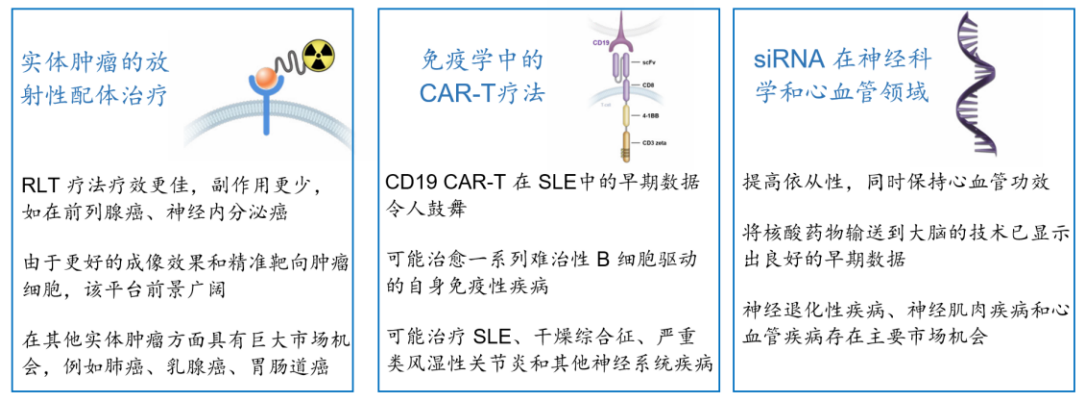 实体肿瘤的放
射性配体治疗
RLT 疗法疗效更佳，副作用更少，
如在前列腺癌、神经内分泌癌
由于更好的成像效果和精准靶向肿瘤
细胞，该平台前景广阔
在其他实体肿瘤方面具有巨大市场机
会，例如肺癌、乳腺癌、胃肠道癌
免疫学中的
CAR-T疗法
CD19
scFv
CD8
T cell
4-1BB
CD3 zeta
CD19 CAR-T 在 SLE中的早期数据
令人鼓舞
可能治愈一系列难治性 B 细胞驱动
的自身免疫性疾病
可能治疗 SLE、干燥综合征、严重
类风湿性关节炎和其他神经系统疾病
siRNA 在神经科
学和心血管领域
提高依从性，同时保持心血管功效
将核酸药物输送到大脑的技术已显示
出良好的早期数据
神经退化性疾病、神经肌肉疾病和心
血管疾病存在主要市场机会